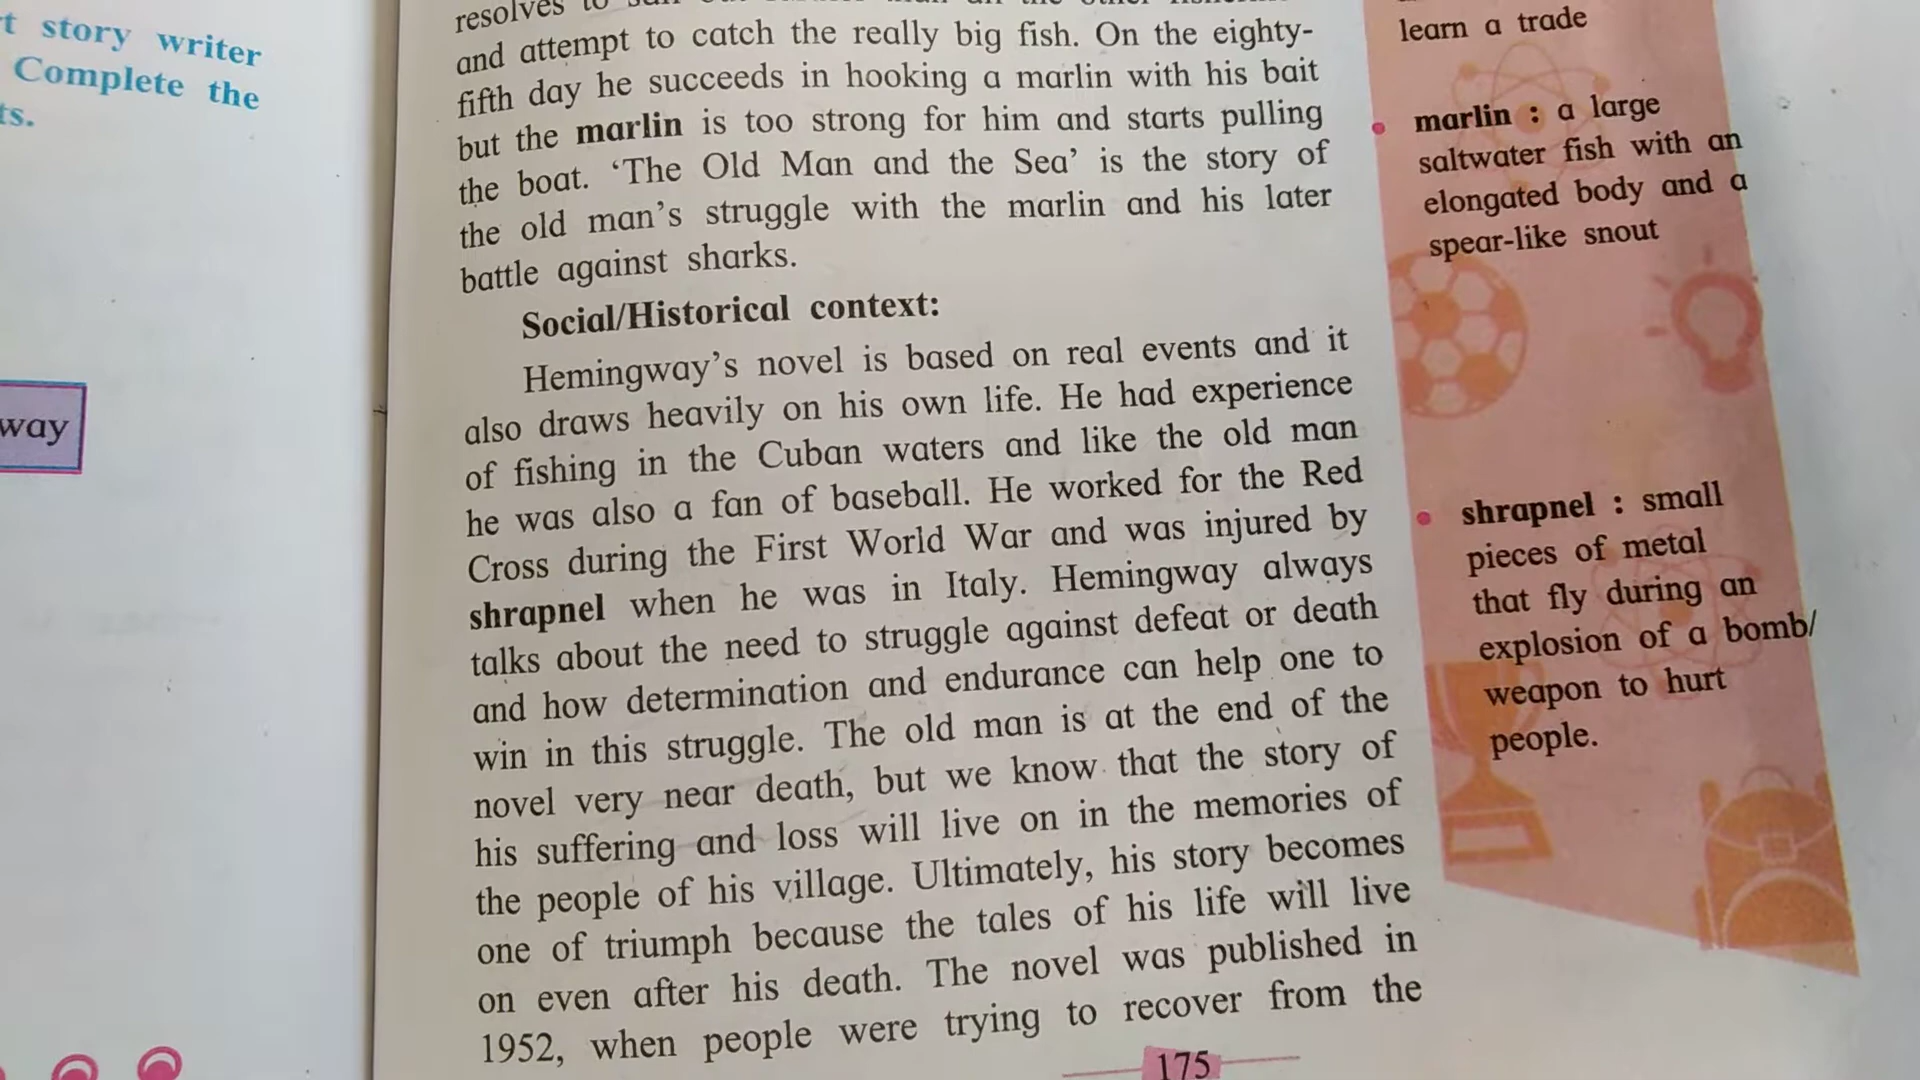 t story writer
Complete the
ts.
way
resolves to
and attempt to catch the really big fish. On the eighty-
fifth day he succeeds in hooking a marlin with his bait
but the marlin is too strong for him and starts pulling
the boat. ‘The Old Man and the Sea’ is the story of
the old man’s struggle with the marlin and his later
battle against sharks.
Social/Historical context:
Hemingway’s novel is based on real events and it
also draws heavily on his own life. He had experience
of fishing in the Cuban waters and like the old man
he was also a fan of baseball. He worked for the Red
Cross during the First World War and was injured by
shrapnel when he was in Italy. Hemingway always
talks about the need to struggle against defeat or death
and how determination and endurance can help one to
win in this struggle. The old man is at the end of the
novel very near death, but we know that the story of
his suffering and loss will live on in the memories of
the people of his village. Ultimately, his story becomes
one of triumph because the tales of his life will live
on even after his death. The novel was published in
1952, when people were trying to recover from the
175
learn a trade
marlin : a large
saltwater fish with an
elongated body and a
spear-like snout
shrapnel : small
pieces of metal
that fly during an
explosion of a bomb/
weapon to hurt
people.